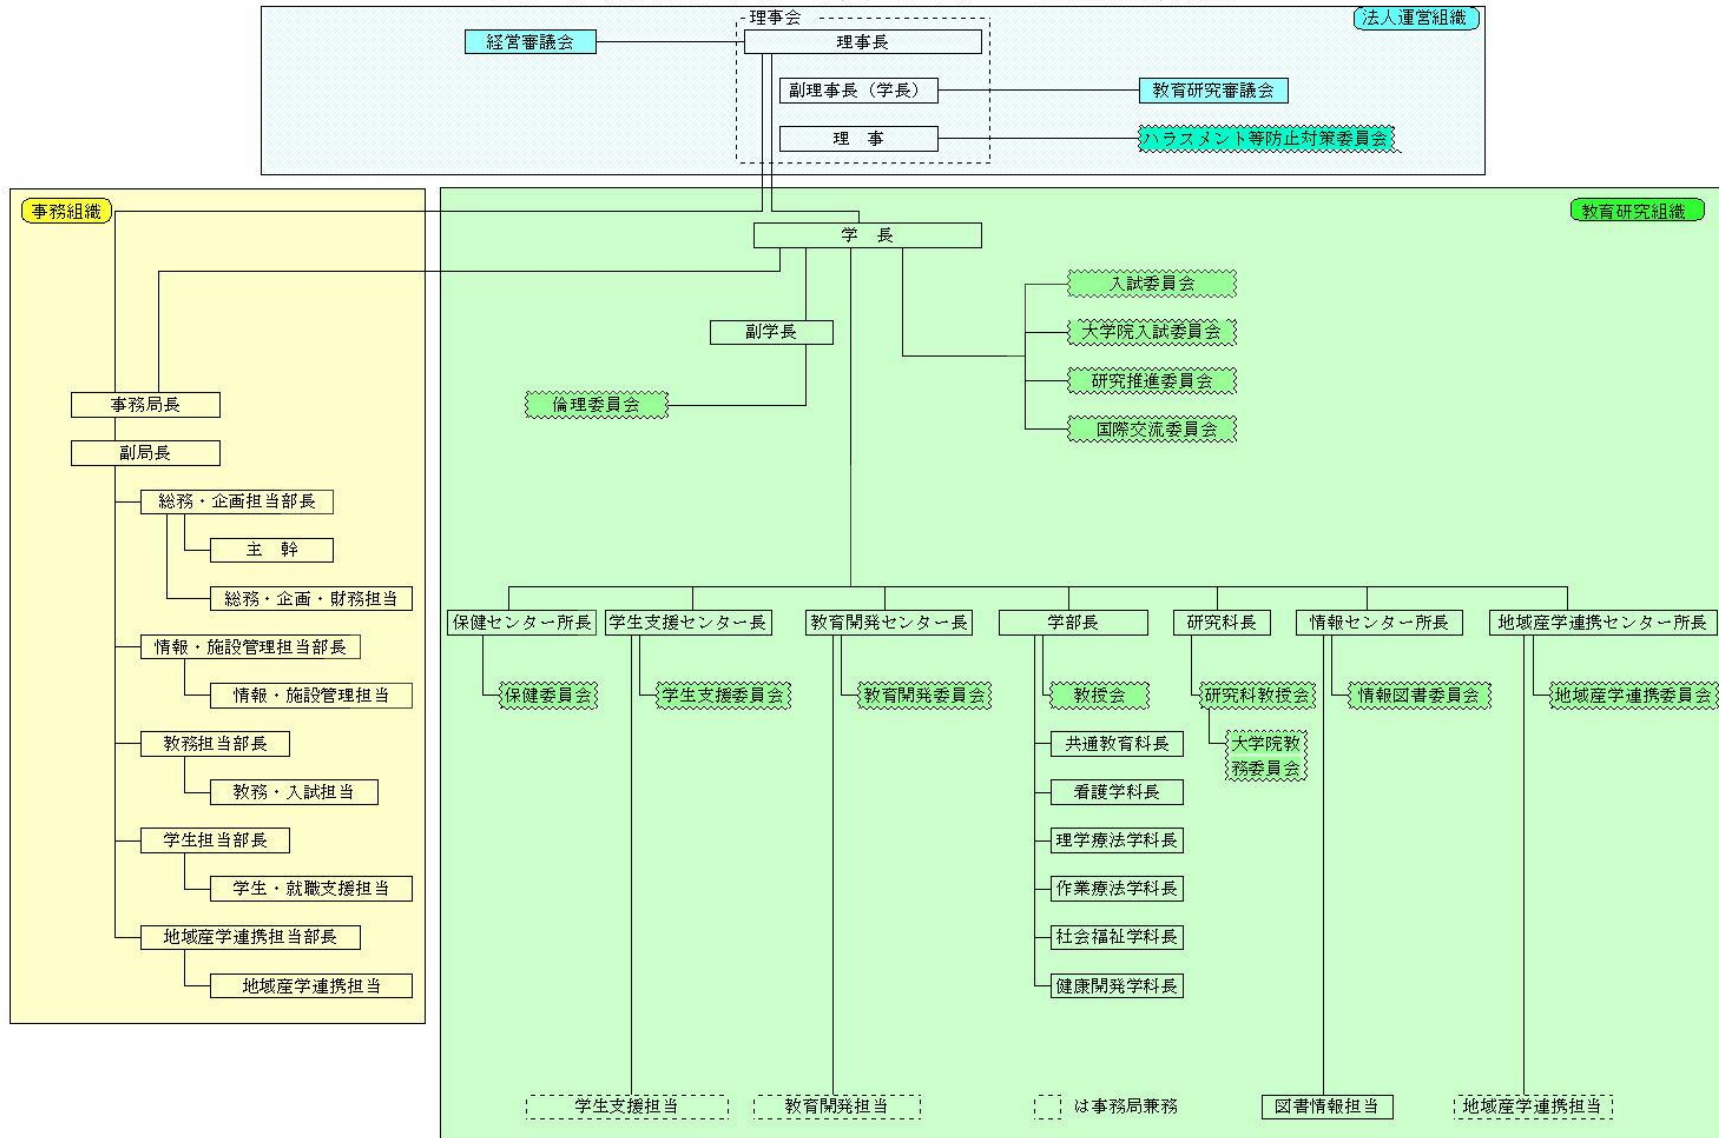 理事会
法人運営組織
経営審議会
理事長
副理事長（学長）
教育研究審議会
理　事
ハラスメント等防止対策委員会
事務組織
教育研究組織
学　長
入試委員会
副学長
大学院入試委員会
研究推進委員会
事務局長
倫理委員会
国際交流委員会
副局長
総務・企画担当部長
主　幹
総務・企画・財務担当
情報・施設管理担当部長
情報・施設管理担当
教務担当部長
教務・入試担当
学生担当部長
学生・就職支援担当
地域産学連携担当部長
地域産学連携担当
保健センター所長
学生支援センター長
教育開発センター長
学部長
研究科長
情報センター所長
地域産学連携センター所長
保健委員会
学生支援委員会
教育開発委員会
教授会
研究科教授会
情報図書委員会
地域産学連携委員会
共通教育科長
大学院教
務委員会
看護学科長
理学療法学科長
作業療法学科長
社会福祉学科長
健康開発学科長
学生支援担当
教育開発担当
は事務局兼務
図書情報担当
地域産学連携担当